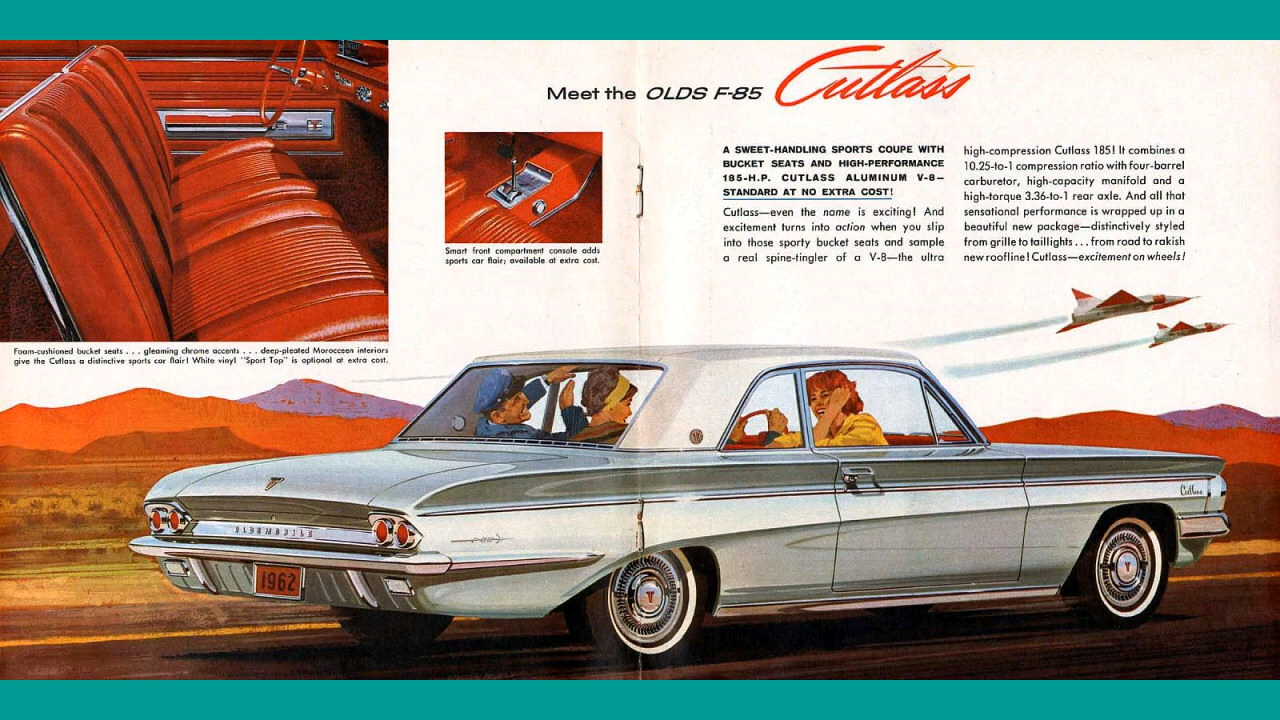 Meet the OLDS F-85 Cutlass
A SWEET-HANDLING SPORTS COUPE WITH
BUCKET SEATS AND HIGH-PERFORMANCE
185-H.P. CUTLASS ALUMINUM V-8—
STANDARD AT NO EXTRA COST!
Cutlass—even the name is exciting! And
excitement turns into action when you slip
into those sporty bucket seats and sample
a real spine-tingler of a V-8—the ultra
high-compression Cutlass 185! It combines a
10.25-to-1 compression ratio with four-barrel
carburetor, high-capacity manifold and a
high-torque 3.36-to-1 rear axle. And all that
sensational performance is wrapped up in a
beautiful new package—distinctively styled
from grille to taillights . . . from road to rakish
new roofline! Cutlass—excitement on wheels!
Smart front compartment console adds
sports car flair; available at extra cost.
Foam-cushioned bucket seats . . . gleaming chrome accents . . . deep-pleated Morocceen interiors
give the Cutlass a distinctive sports car flair! White vinyl "Sport Top" is optional at extra cost.
Cutlass
OLDSMOBILE
F-85
1962